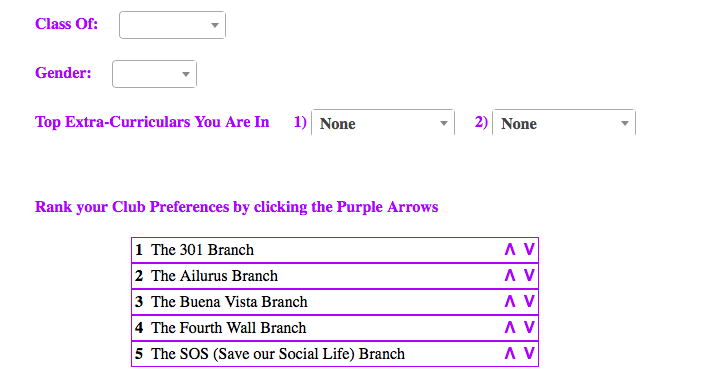 Class Of:
Gender:
Top Extra-Curriculars You Are In 1) None 2) None
Rank your Club Preferences by clicking the Purple Arrows
1 The 301 Branch Λ V
2 The Ailurus Branch Λ V
3 The Buena Vista Branch Λ V
4 The Fourth Wall Branch Λ V
5 The SOS (Save our Social Life) Branch Λ V